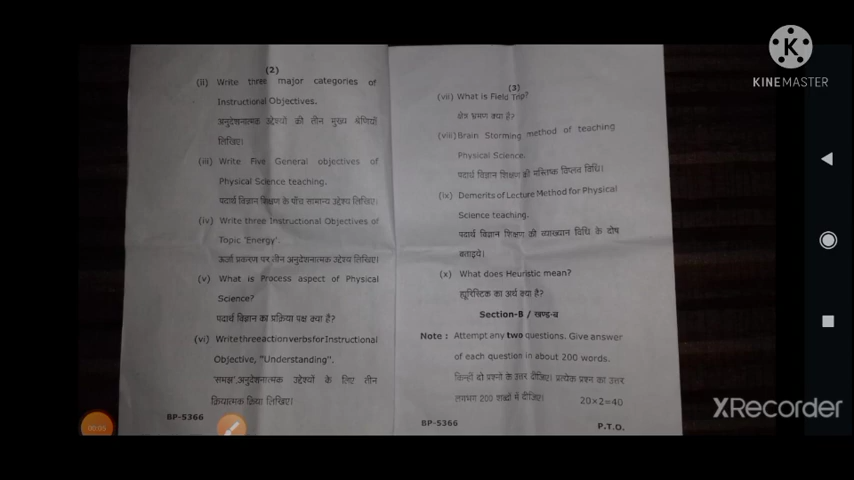 (2)
(ii) Write three major categories of
Instructional Objectives.
अनुदेशनात्मक उद्देश्यों की तीन मुख्य श्रेणियाँ
लिखिए।
(iii) Write Five General objectives of
Physical Science teaching.
पदार्थ विज्ञान शिक्षण के पाँच सामान्य उद्देश्य लिखिए।
(iv) Write three Instructional Objectives of
Topic 'Energy'.
ऊर्जा प्रकरण पर तीन अनुदेशनात्मक उद्देश्य लिखिए।
(v) What is Process aspect of Physical
Science?
पदार्थ विज्ञान का प्रक्रिया पक्ष क्या है?
(vi) Write three action verbs for Instructional
Objective, "Understanding".
'समझ' अनुदेशनात्मक उद्देश्यों के लिए तीन
क्रियात्मक क्रिया लिखिए।
BP-5366
(3)
(vii) What is Field Trip?
क्षेत्र भ्रमण क्या है?
(viii) Brain Storming method of teaching
Physical Science.
पदार्थ विज्ञान शिक्षण की मस्तिष्क विप्लव विधि।
(ix) Demerits of Lecture Method for Physical
Science teaching.
पदार्थ विज्ञान शिक्षण की व्याख्यान विधि के दोष
बताइये।
(x) What does Heuristic mean?
ह्यूरिस्टिक का अर्थ क्या है?
Section-B / खण्ड-ब
Note : Attempt any two questions. Give answer
of each question in about 200 words.
किन्हीं दो प्रश्नों के उत्तर दीजिए। प्रत्येक प्रश्न का उत्तर
लगभग 200 शब्दों में दीजिए। 20×2=40
BP-5366
P.T.O.
K
KINEMASTER
XRecorder
00:05